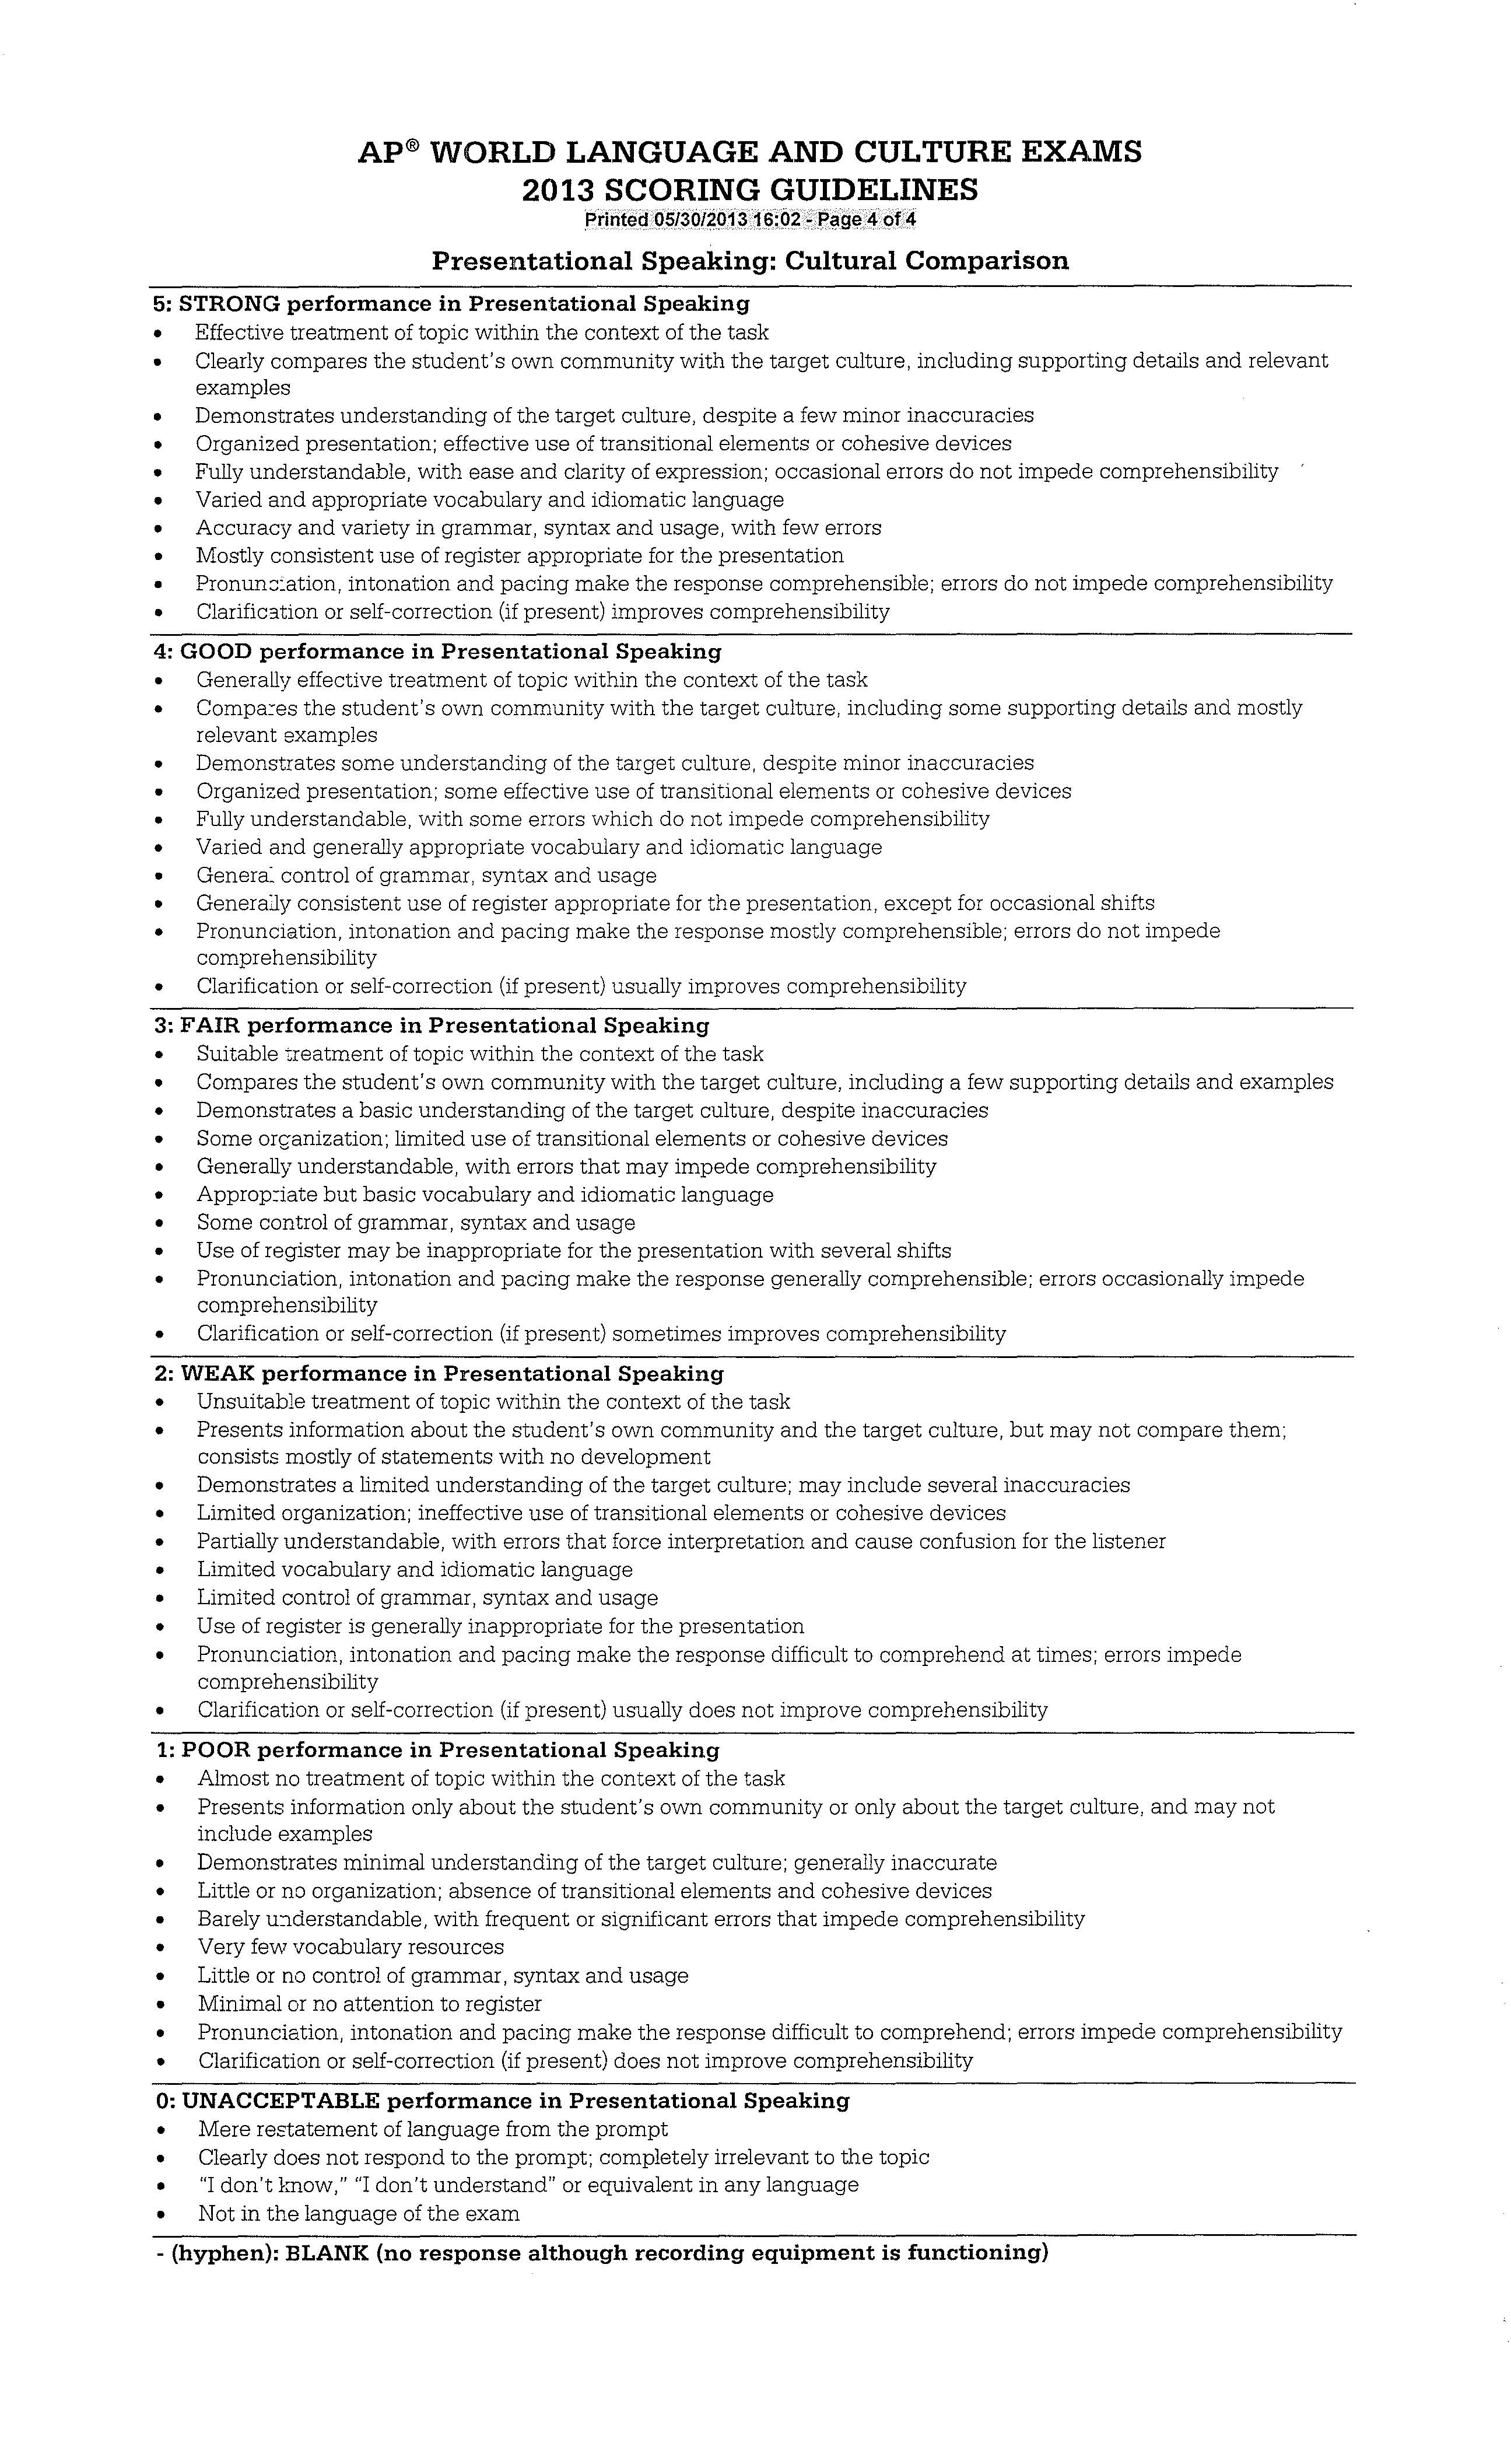 AP® WORLD LANGUAGE AND CULTURE EXAMS
2013 SCORING GUIDELINES
Printed 05/30/2013 16:02 - Page 4 of 4
Presentational Speaking: Cultural Comparison
5: STRONG performance in Presentational Speaking
• Effective treatment of topic within the context of the task
• Clearly compares the student's own community with the target culture, including supporting details and relevant
examples
• Demonstrates understanding of the target culture, despite a few minor inaccuracies
• Organized presentation; effective use of transitional elements or cohesive devices
• Fully understandable, with ease and clarity of expression; occasional errors do not impede comprehensibility
• Varied and appropriate vocabulary and idiomatic language
• Accuracy and variety in grammar, syntax and usage, with few errors
• Mostly consistent use of register appropriate for the presentation
• Pronunciation, intonation and pacing make the response comprehensible; errors do not impede comprehensibility
• Clarification or self-correction (if present) improves comprehensibility
4: GOOD performance in Presentational Speaking
• Generally effective treatment of topic within the context of the task
• Compares the student's own community with the target culture, including some supporting details and mostly
relevant examples
• Demonstrates some understanding of the target culture, despite minor inaccuracies
• Organized presentation; some effective use of transitional elements or cohesive devices
• Fully understandable, with some errors which do not impede comprehensibility
• Varied and generally appropriate vocabulary and idiomatic language
• General control of grammar, syntax and usage
• Generally consistent use of register appropriate for the presentation, except for occasional shifts
• Pronunciation, intonation and pacing make the response mostly comprehensible; errors do not impede
comprehensibility
• Clarification or self-correction (if present) usually improves comprehensibility
3: FAIR performance in Presentational Speaking
• Suitable treatment of topic within the context of the task
• Compares the student's own community with the target culture, including a few supporting details and examples
• Demonstrates a basic understanding of the target culture, despite inaccuracies
• Some organization; limited use of transitional elements or cohesive devices
• Generally understandable, with errors that may impede comprehensibility
• Appropriate but basic vocabulary and idiomatic language
• Some control of grammar, syntax and usage
• Use of register may be inappropriate for the presentation with several shifts
• Pronunciation, intonation and pacing make the response generally comprehensible; errors occasionally impede
comprehensibility
• Clarification or self-correction (if present) sometimes improves comprehensibility
2: WEAK performance in Presentational Speaking
• Unsuitable treatment of topic within the context of the task
• Presents information about the student's own community and the target culture, but may not compare them;
consists mostly of statements with no development
• Demonstrates a limited understanding of the target culture; may include several inaccuracies
• Limited organization; ineffective use of transitional elements or cohesive devices
• Partially understandable, with errors that force interpretation and cause confusion for the listener
• Limited vocabulary and idiomatic language
• Limited control of grammar, syntax and usage
• Use of register is generally inappropriate for the presentation
• Pronunciation, intonation and pacing make the response difficult to comprehend at times; errors impede
comprehensibility
• Clarification or self-correction (if present) usually does not improve comprehensibility
1: POOR performance in Presentational Speaking
• Almost no treatment of topic within the context of the task
• Presents information only about the student's own community or only about the target culture, and may not
include examples
• Demonstrates minimal understanding of the target culture; generally inaccurate
• Little or no organization; absence of transitional elements and cohesive devices
• Barely understandable, with frequent or significant errors that impede comprehensibility
• Very few vocabulary resources
• Little or no control of grammar, syntax and usage
• Minimal or no attention to register
• Pronunciation, intonation and pacing make the response difficult to comprehend; errors impede comprehensibility
• Clarification or self-correction (if present) does not improve comprehensibility
0: UNACCEPTABLE performance in Presentational Speaking
• Mere restatement of language from the prompt
• Clearly does not respond to the prompt; completely irrelevant to the topic
• "I don't know," "I don't understand" or equivalent in any language
• Not in the language of the exam
- (hyphen): BLANK (no response although recording equipment is functioning)